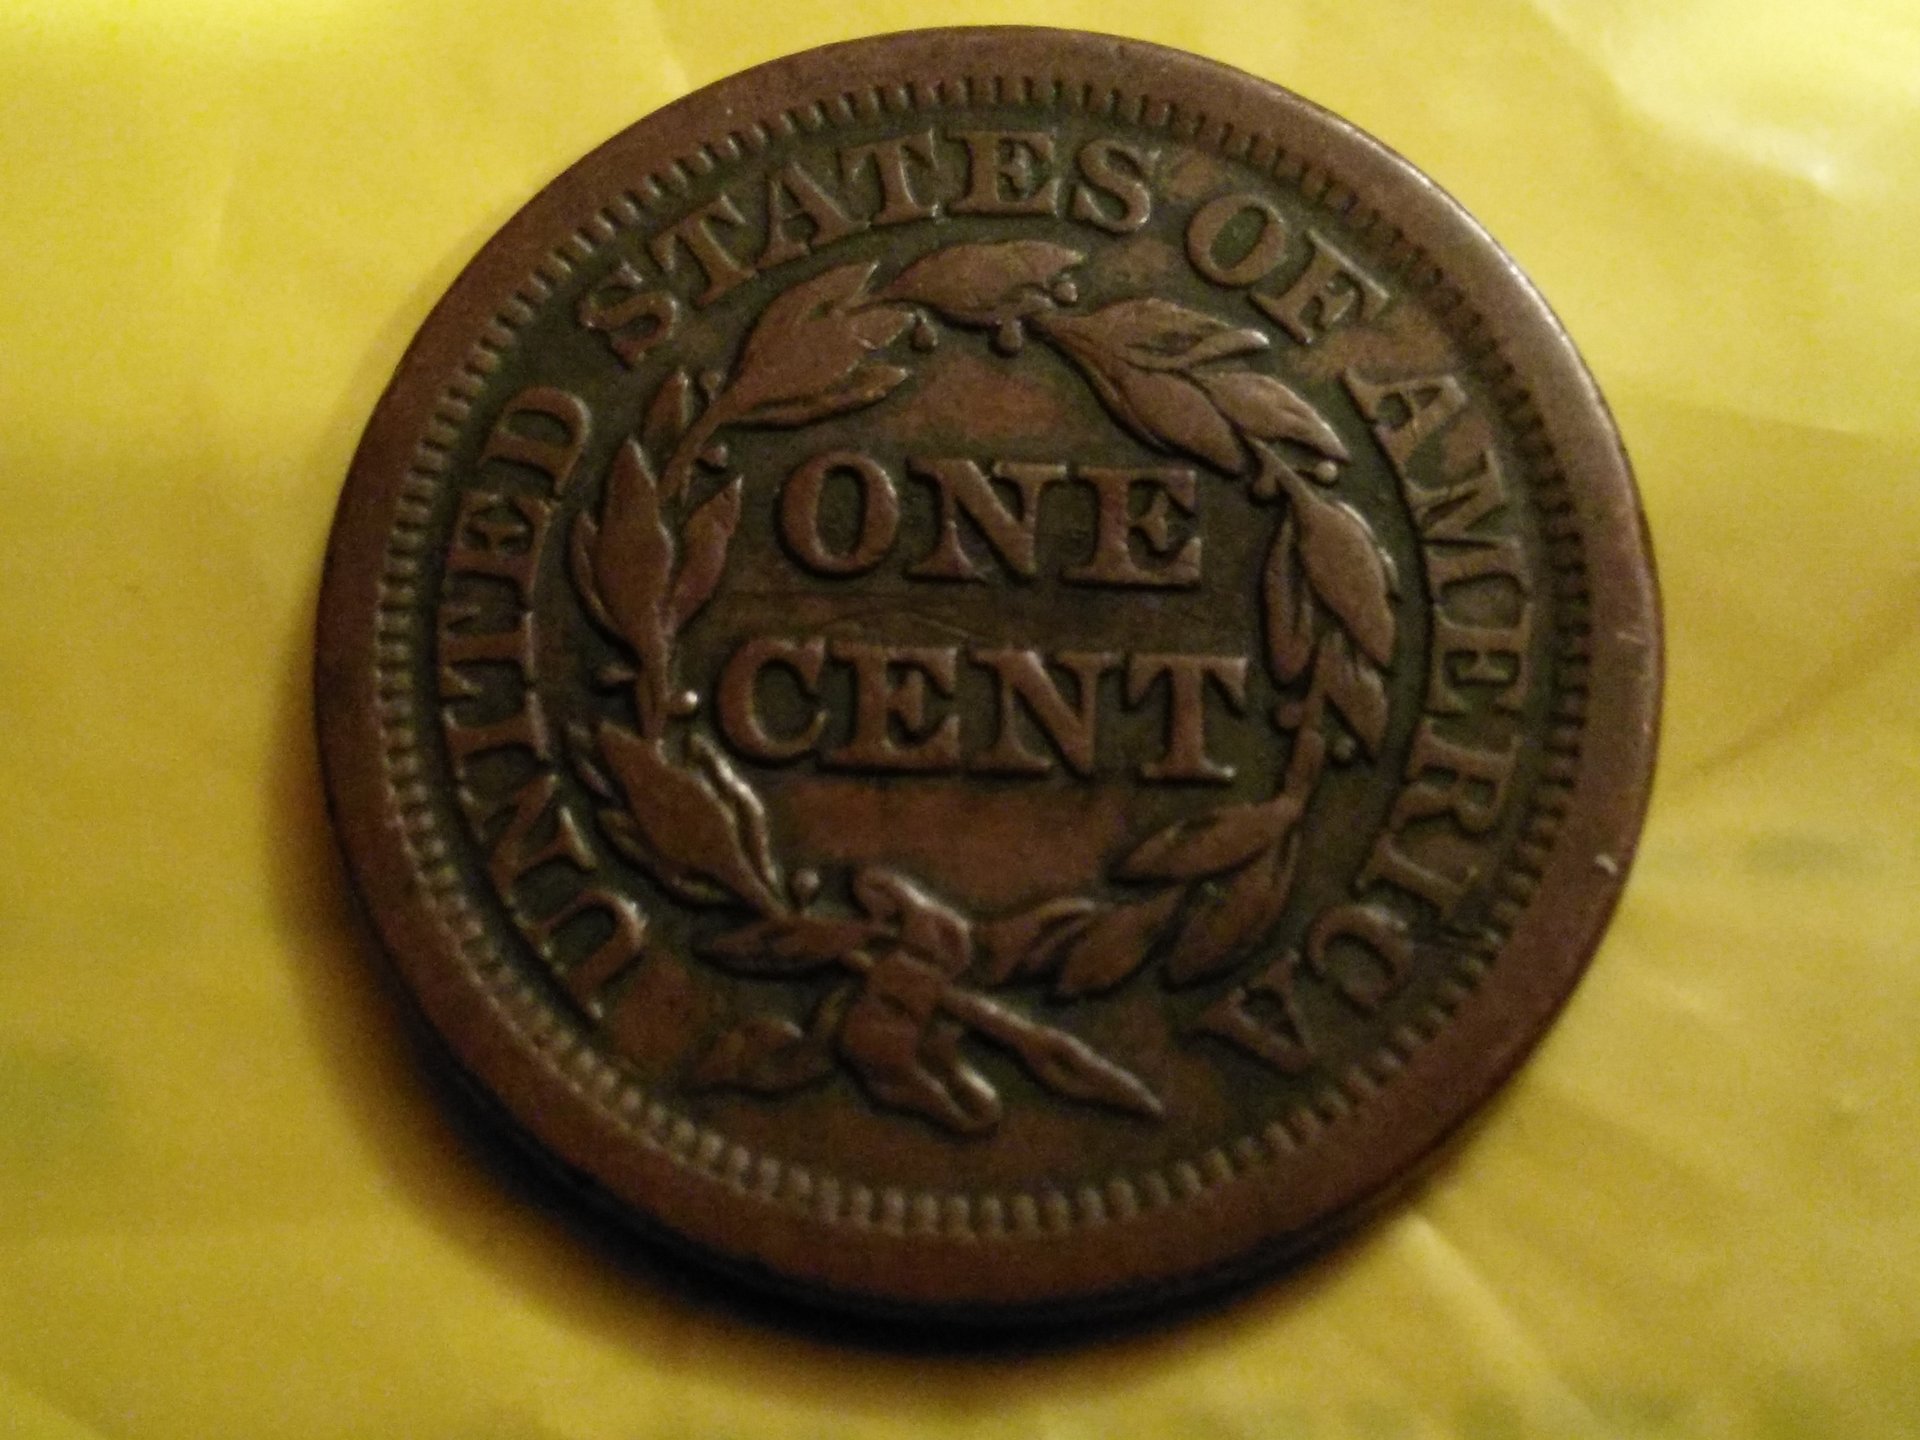 UNITED STATES OF AMERICA
ONE
CENT